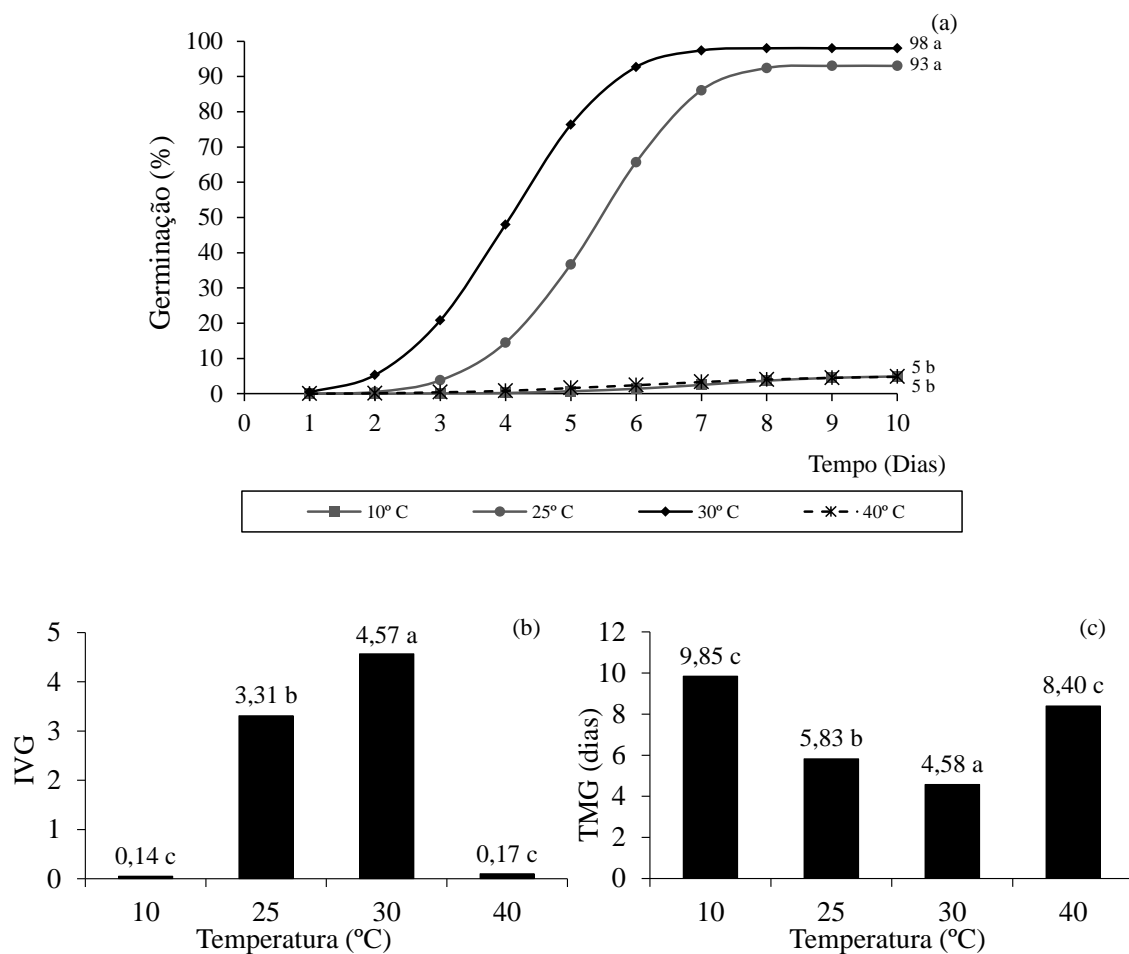 (a)
Germinação (%)
100
90
80
70
60
50
40
30
20
10
0
98 a
93 a
5 b
5 b
0 1 2 3 4 5 6 7 8 9 10
Tempo (Dias)
10º C 25º C 30º C 40º C
(b)
IVG
5
4
3
2
1
0
0,14 c
3,31 b
4,57 a
0,17 c
10 25 30 40
Temperatura (ºC)
(c)
TMG (dias)
12
10
8
6
4
2
0
9,85 c
5,83 b
4,58 a
8,40 c
10 25 30 40
Temperatura (ºC)